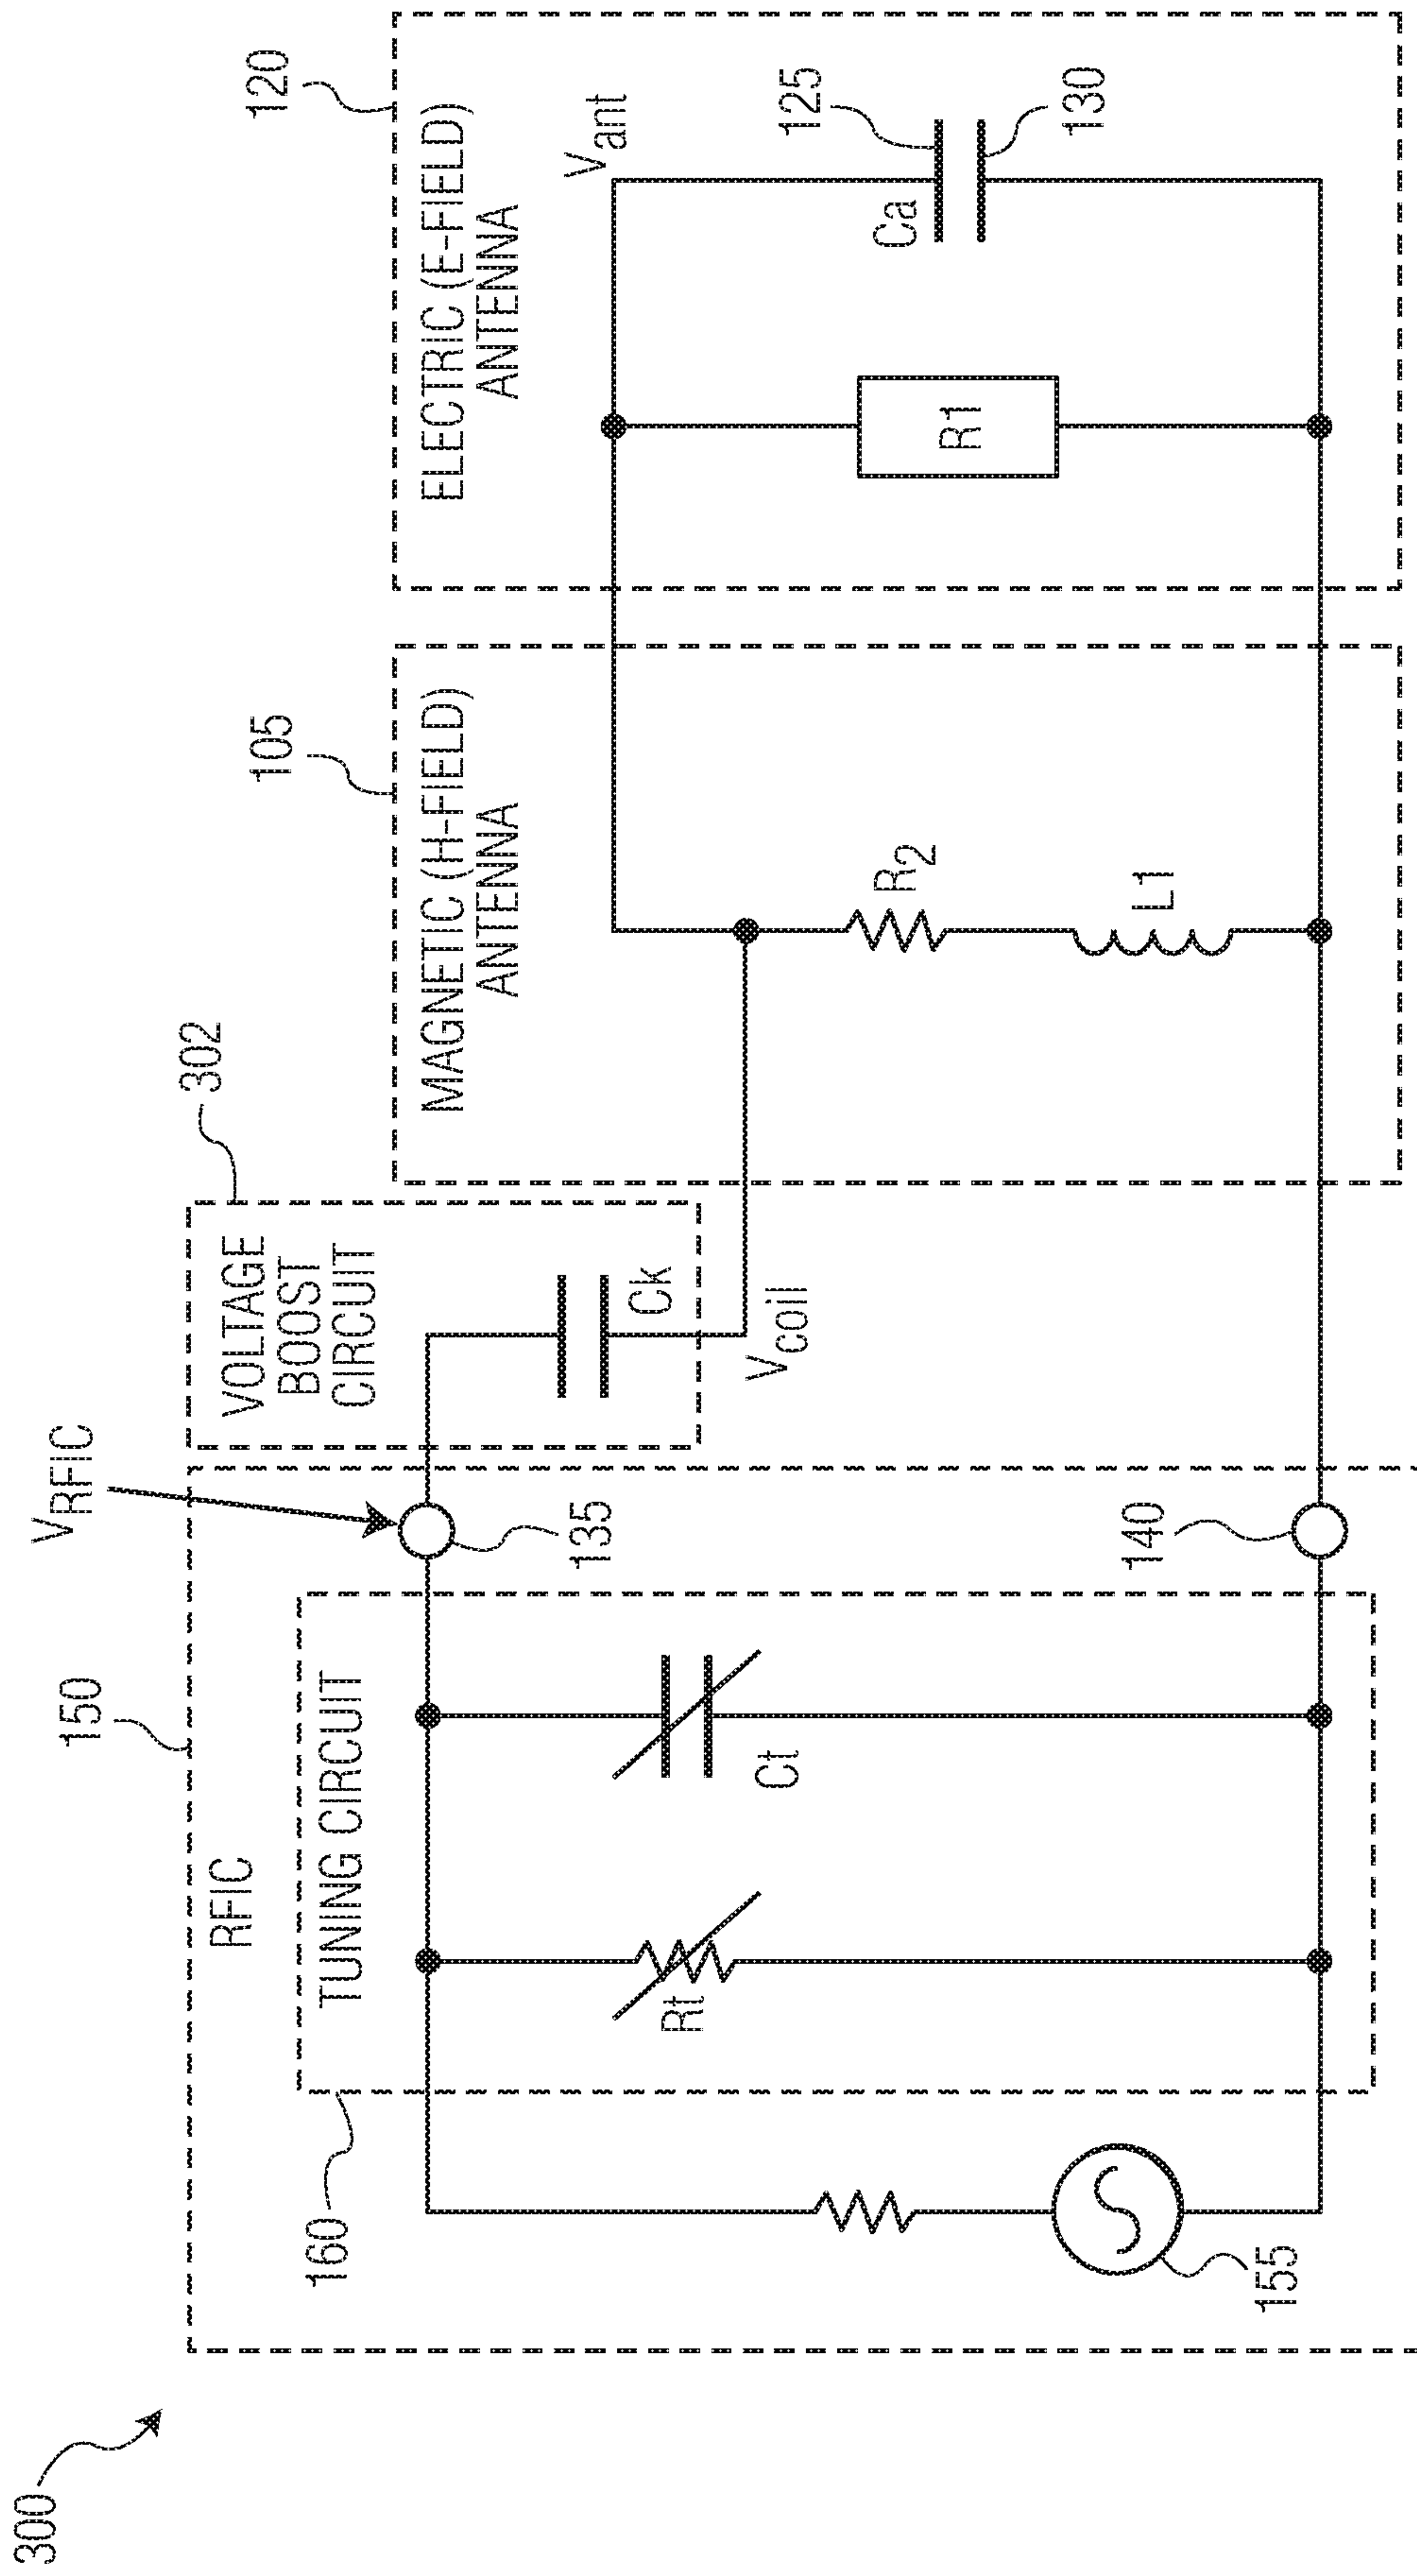 300
150
RFIC
160
TUNING CIRCUIT
Rt
Ct
155
VRFIC
135
140
302
VOLTAGE
BOOST
CIRCUIT
Ck
Vcoil
105
MAGNETIC (H-FIELD)
ANTENNA
R2
L1
120
ELECTRIC (E-FIELD)
ANTENNA
Vant
R1
Ca
125
130